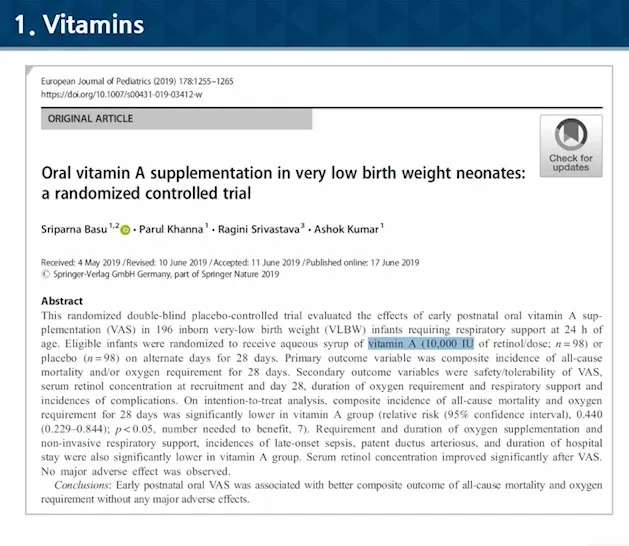 1. Vitamins
European Journal of Pediatrics (2019) 178:1255–1265
https://doi.org/10.1007/s00431-019-03412-w
ORIGINAL ARTICLE
Check for
updates
Oral vitamin A supplementation in very low birth weight neonates:
a randomized controlled trial
Sriparna Basu 1,2 · Parul Khanna 1 · Ragini Srivastava 3 · Ashok Kumar 1
Received: 4 May 2019 / Revised: 10 June 2019 / Accepted: 11 June 2019 / Published online: 17 June 2019
© Springer-Verlag GmbH Germany, part of Springer Nature 2019
Abstract
This randomized double-blind placebo-controlled trial evaluated the effects of early postnatal oral vitamin A sup-
plementation (VAS) in 196 inborn very-low birth weight (VLBW) infants requiring respiratory support at 24 h of
age. Eligible infants were randomized to receive aqueous syrup of vitamin A (10,000 IU of retinol/dose; n = 98) or
placebo (n = 98) on alternate days for 28 days. Primary outcome variable was composite incidence of all-cause
mortality and/or oxygen requirement for 28 days. Secondary outcome variables were safety/tolerability of VAS,
serum retinol concentration at recruitment and day 28, duration of oxygen requirement and respiratory support and
incidences of complications. On intention-to-treat analysis, composite incidence of all-cause mortality and oxygen
requirement for 28 days was significantly lower in vitamin A group (relative risk (95% confidence interval), 0.440
(0.229–0.844); p < 0.05, number needed to benefit, 7). Requirement and duration of oxygen supplementation and
non-invasive respiratory support, incidences of late-onset sepsis, patent ductus arteriosus, and duration of hospital
stay were also significantly lower in vitamin A group. Serum retinol concentration improved significantly after VAS.
No major adverse effect was observed.
Conclusions: Early postnatal oral VAS was associated with better composite outcome of all-cause mortality and oxygen
requirement without any major adverse effects.